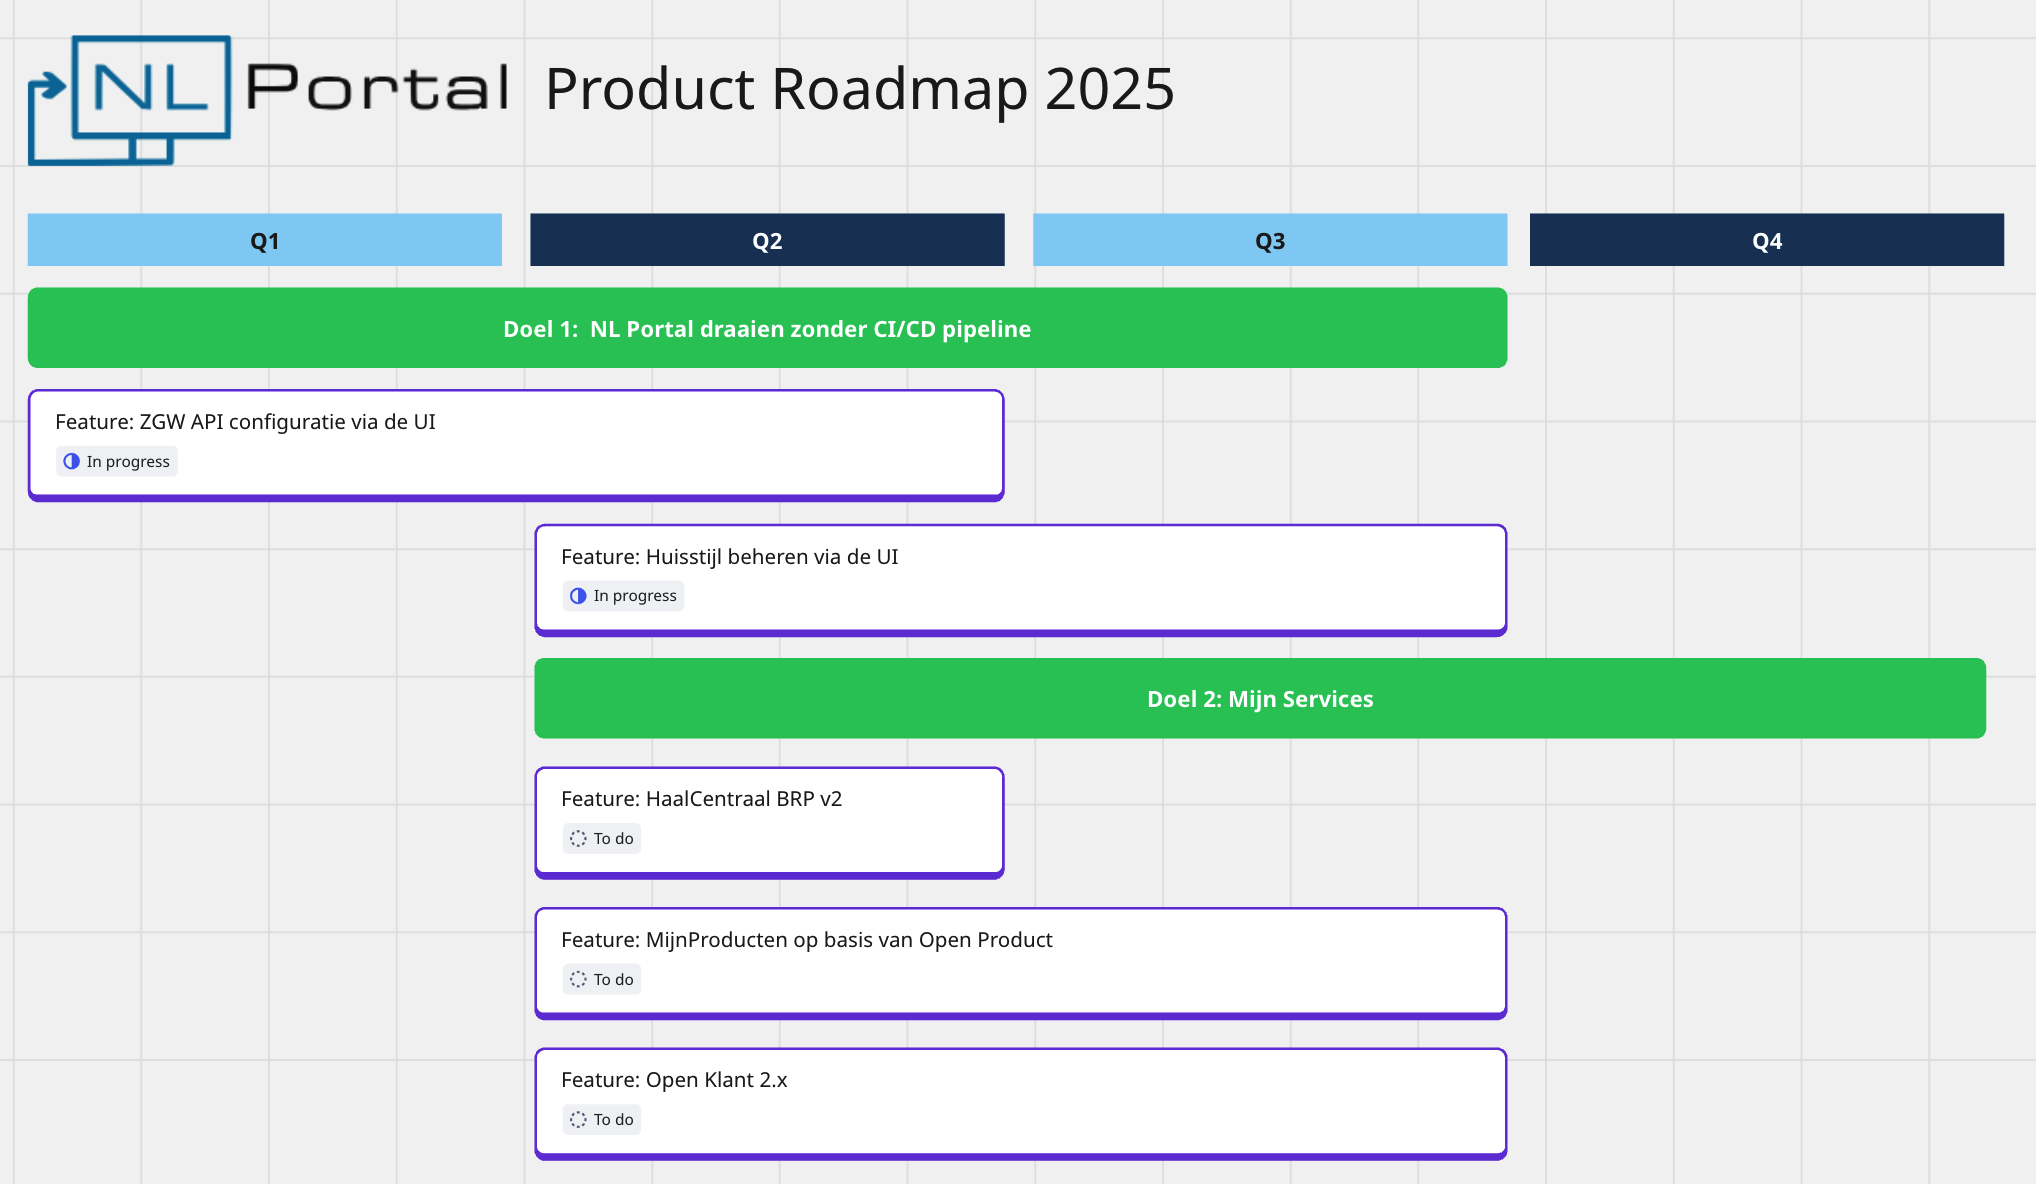 NL Portal Product Roadmap 2025
Q1 Q2 Q3 Q4
Doel 1:  NL Portal draaien zonder CI/CD pipeline
Feature: ZGW API configuratie via de UI
In progress
Feature: Huisstijl beheren via de UI
In progress
Doel 2: Mijn Services
Feature: HaalCentraal BRP v2
To do
Feature: MijnProducten op basis van Open Product
To do
Feature: Open Klant 2.x
To do